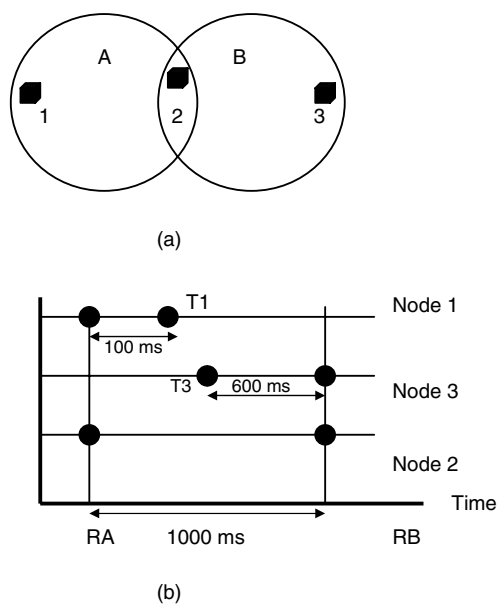 A
B
1
2
3
(a)
T1
Node 1
100 ms
T3
600 ms
Node 3
Node 2
Time
RA
1000 ms
RB
(b)